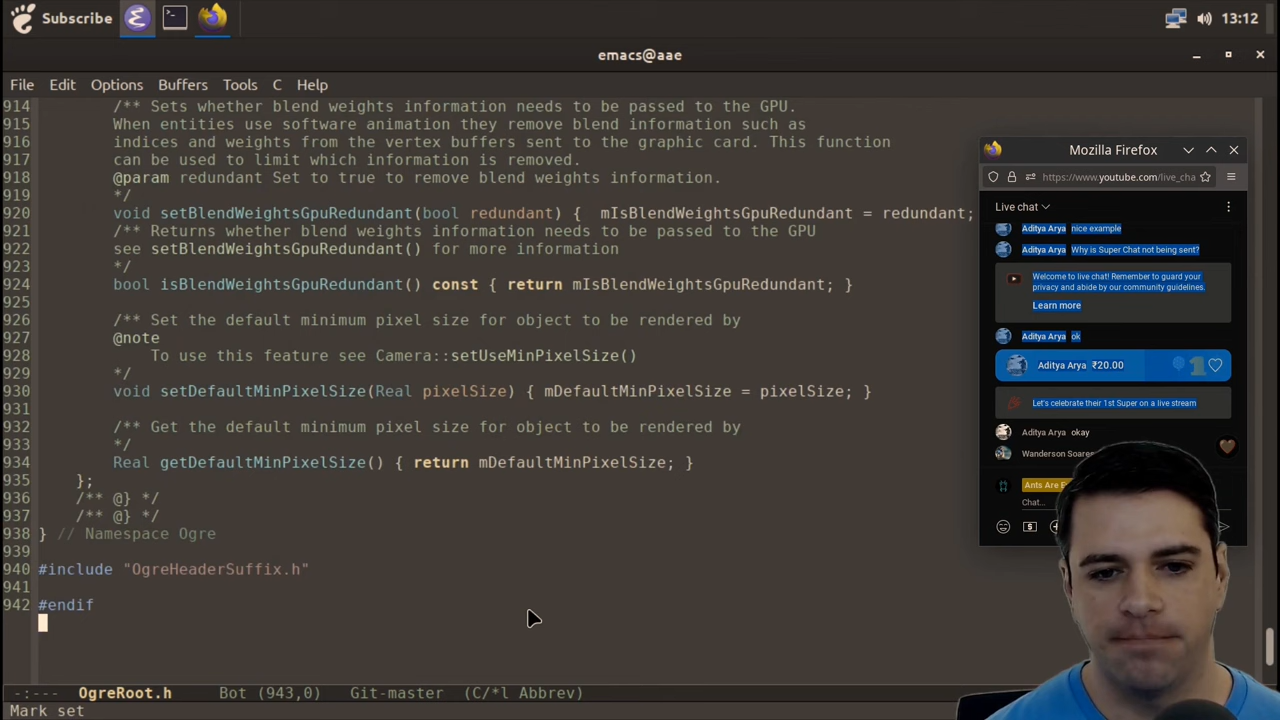 Subscribe
13:12
emacs@aae
File Edit Options Buffers Tools C Help
914 /** Sets whether blend weights information needs to be passed to the GPU.
915 When entities use software animation they remove blend information such as
916 indices and weights from the vertex buffers sent to the graphic card. This function
917 can be used to limit which information is removed.
918 @param redundant Set to true to remove blend weights information.
919 */
920 void setBlendWeightsGpuRedundant(bool redundant) { mIsBlendWeightsGpuRedundant = redundant;
921 /** Returns whether blend weights information needs to be passed to the GPU
922 see setBlendWeightsGpuRedundant() for more information
923 */
924 bool isBlendWeightsGpuRedundant() const { return mIsBlendWeightsGpuRedundant; }
925
926 /** Set the default minimum pixel size for object to be rendered by
927 @note
928 To use this feature see Camera::setUseMinPixelSize()
929 */
930 void setDefaultMinPixelSize(Real pixelSize) { mDefaultMinPixelSize = pixelSize; }
931
932 /** Get the default minimum pixel size for object to be rendered by
933 */
934 Real getDefaultMinPixelSize() { return mDefaultMinPixelSize; }
935 };
936 /** @} */
937 /** @} */
938 } // Namespace Ogre
939
940 #include "OgreHeaderSuffix.h"
941
942 #endif
-:--- OgreRoot.h Bot (943,0) Git-master (C/*l Abbrev)
Mark set
Mozilla Firefox
https://www.youtube.com/live_cha
Live chat
Aditya Arya nice example
Aditya Arya Why is Super Chat not being sent?
Welcome to live chat! Remember to guard your
privacy and abide by our community guidelines.
Learn more
Aditya Arya ok
Aditya Arya ₹20.00
1
Let's celebrate their 1st Super on a live stream
Aditya Arya okay
Wanderson Soares
Ants Are
Chat...